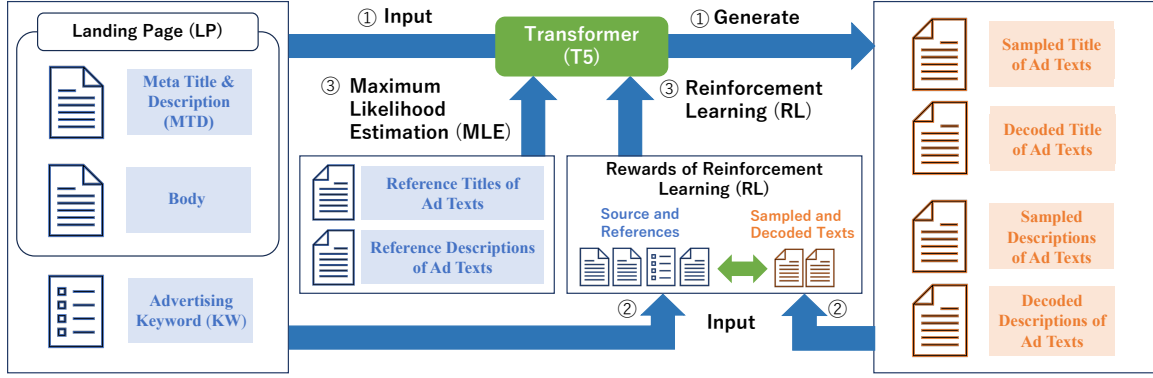 Landing Page (LP)
Meta Title &
Description
(MTD)
Body
Advertising
Keyword (KW)
① Input
Transformer
(T5)
① Generate
③ Maximum
Likelihood
Estimation (MLE)
③ Reinforcement
Learning (RL)
Reference Titles of
Ad Texts
Reference Descriptions
of Ad Texts
Rewards of Reinforcement
Learning (RL)
Source and
References
Sampled and
Decoded Texts
②
Input
②
Sampled Title
of Ad Texts
Decoded Title
of Ad Texts
Sampled
Descriptions
of Ad Texts
Decoded
Descriptions of
Ad Texts